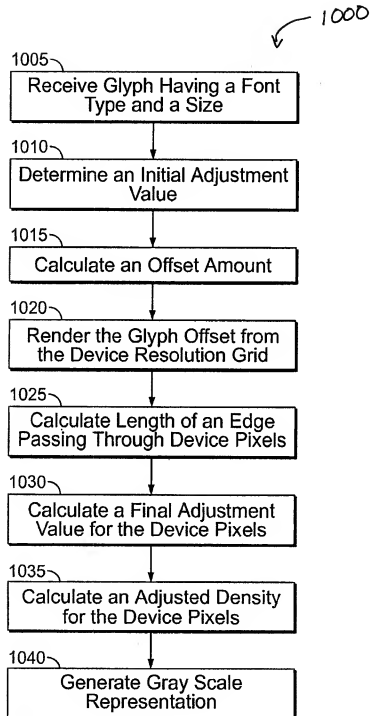 1000
1005
Receive Glyph Having a Font
Type and a Size
1010
Determine an Initial Adjustment
Value
1015
Calculate an Offset Amount
1020
Render the Glyph Offset from
the Device Resolution Grid
1025
Calculate Length of an Edge
Passing Through Device Pixels
1030
Calculate a Final Adjustment
Value for the Device Pixels
1035
Calculate an Adjusted Density
for the Device Pixels
1040
Generate Gray Scale
Representation